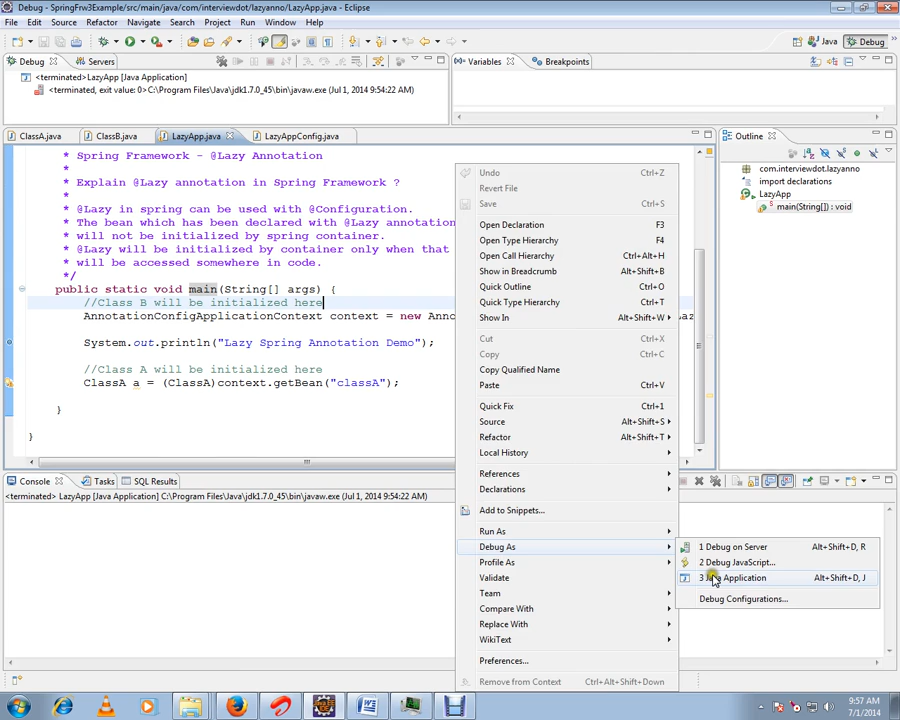 Debug - SpringFrw3Example/src/main/java/com/interviewdot/lazyanno/LazyApp.java - Eclipse
File Edit Source Refactor Navigate Search Project Run Window Help
Java Debug
Debug Servers
Variables Breakpoints
<terminated>LazyApp [Java Application]
<terminated, exit value: 0>C:\Program Files\Java\jdk1.7.0_45\bin\javaw.exe (Jul 1, 2014 9:54:22 AM)
ClassA.java ClassB.java LazyApp.java LazyAppConfig.java
Outline
* Spring Framework - @Lazy Annotation
*
* Explain @Lazy annotation in Spring Framework ?
*
* @Lazy in spring can be used with @Configuration.
* The bean which has been declared with @Lazy annotation
* will not be initialized by spring container.
* @Lazy will be initialized by container only when that
* will be accessed somewhere in code.
*/
public static void main(String[] args) {
//Class B will be initialized here
AnnotationConfigApplicationContext context = new Anno
Laz
System.out.println("Lazy Spring Annotation Demo");
//Class A will be initialized here
ClassA a = (ClassA)context.getBean("classA");
}
}
com.interviewdot.lazyanno
import declarations
LazyApp
main(String[]) : void
Undo Ctrl+Z
Revert File
Save Ctrl+S
Open Declaration F3
Open Type Hierarchy F4
Open Call Hierarchy Ctrl+Alt+H
Show in Breadcrumb Alt+Shift+B
Quick Outline Ctrl+O
Quick Type Hierarchy Ctrl+T
Show In Alt+Shift+W
Cut Ctrl+X
Copy Ctrl+C
Copy Qualified Name
Paste Ctrl+V
Quick Fix Ctrl+1
Source Alt+Shift+S
Refactor Alt+Shift+T
Local History
References
Declarations
Add to Snippets...
Run As
Debug As
Profile As
Validate
Team
Compare With
Replace With
WikiText
Preferences...
Remove from Context Ctrl+Alt+Shift+Down
1 Debug on Server Alt+Shift+D, R
2 Debug JavaScript...
3 Java Application Alt+Shift+D, J
Debug Configurations...
Console Tasks SQL Results
<terminated> LazyApp [Java Application] C:\Program Files\Java\jdk1.7.0_45\bin\javaw.exe (Jul 1, 2014 9:54:22 AM)
9:57 AM
7/1/2014